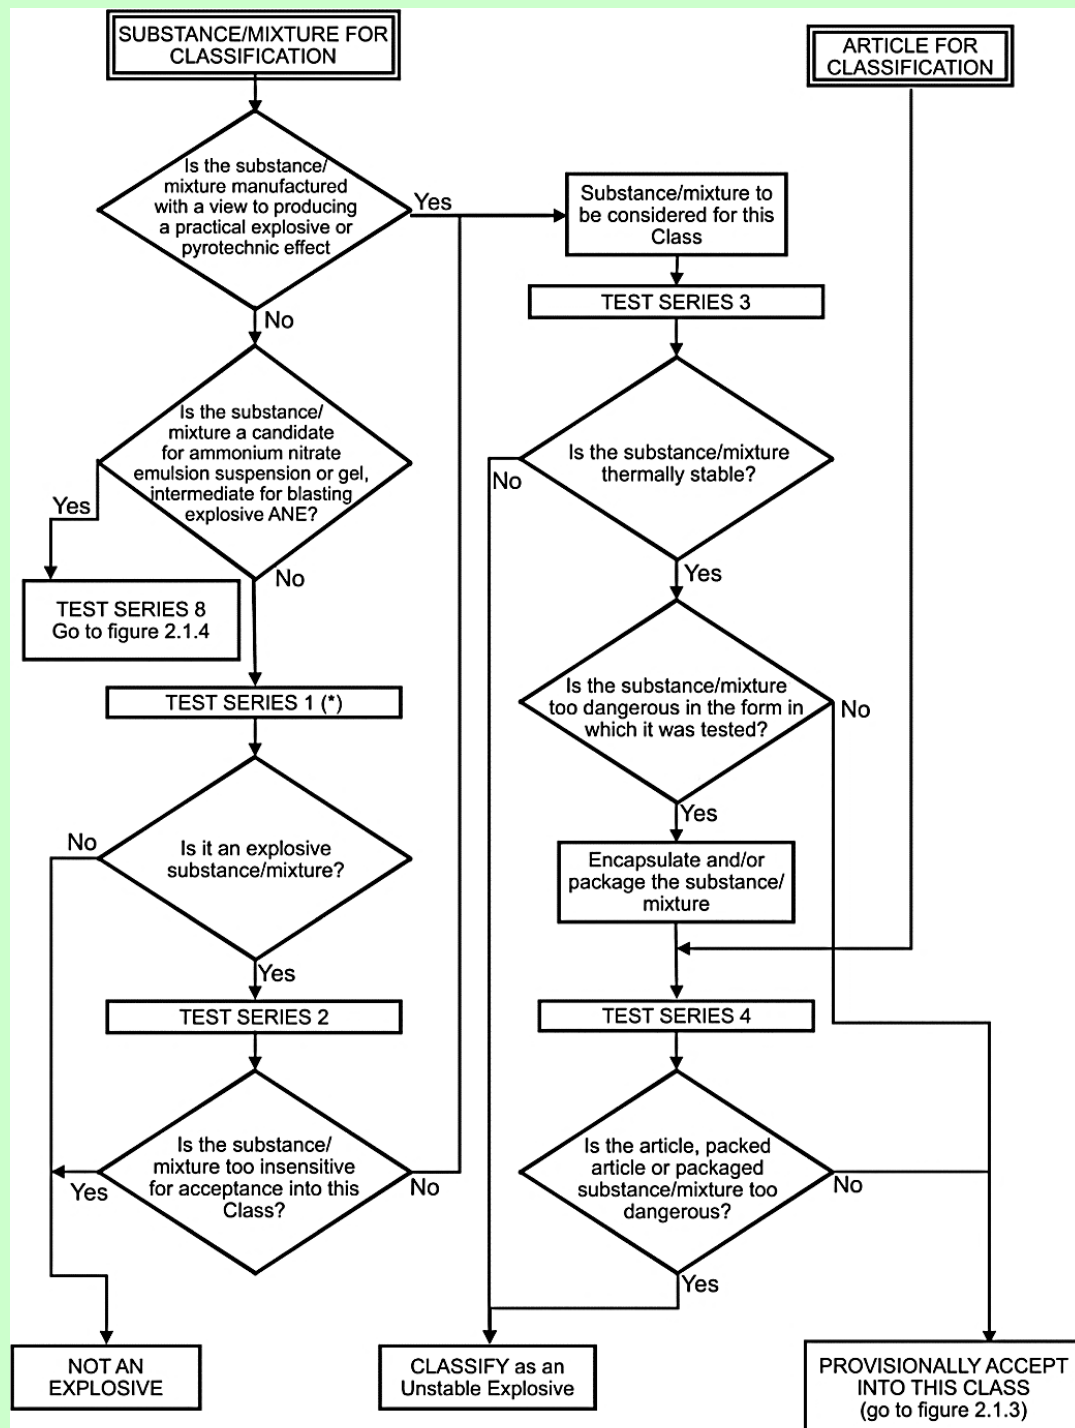 SUBSTANCE/MIXTURE FOR
CLASSIFICATION
ARTICLE FOR
CLASSIFICATION
Is the substance/
mixture manufactured
with a view to producing
a practical explosive or
pyrotechnic effect
Yes
No
Substance/mixture to
be considered for this
Class
TEST SERIES 3
Is the substance/
mixture a candidate
for ammonium nitrate
emulsion suspension or gel,
intermediate for blasting
explosive ANE?
Yes
No
TEST SERIES 8
Go to figure 2.1.4
Is the substance/mixture
thermally stable?
No
Yes
TEST SERIES 1 (*)
Is the substance/mixture
too dangerous in the form in
which it was tested?
No
Yes
Is it an explosive
substance/mixture?
No
Yes
Encapsulate and/or
package the substance/
mixture
TEST SERIES 2
TEST SERIES 4
Is the substance/
mixture too insensitive
for acceptance into this
Class?
Yes
No
Is the article, packed
article or packaged
substance/mixture too
dangerous?
No
Yes
NOT AN
EXPLOSIVE
CLASSIFY as an
Unstable Explosive
PROVISIONALLY ACCEPT
INTO THIS CLASS
(go to figure 2.1.3)